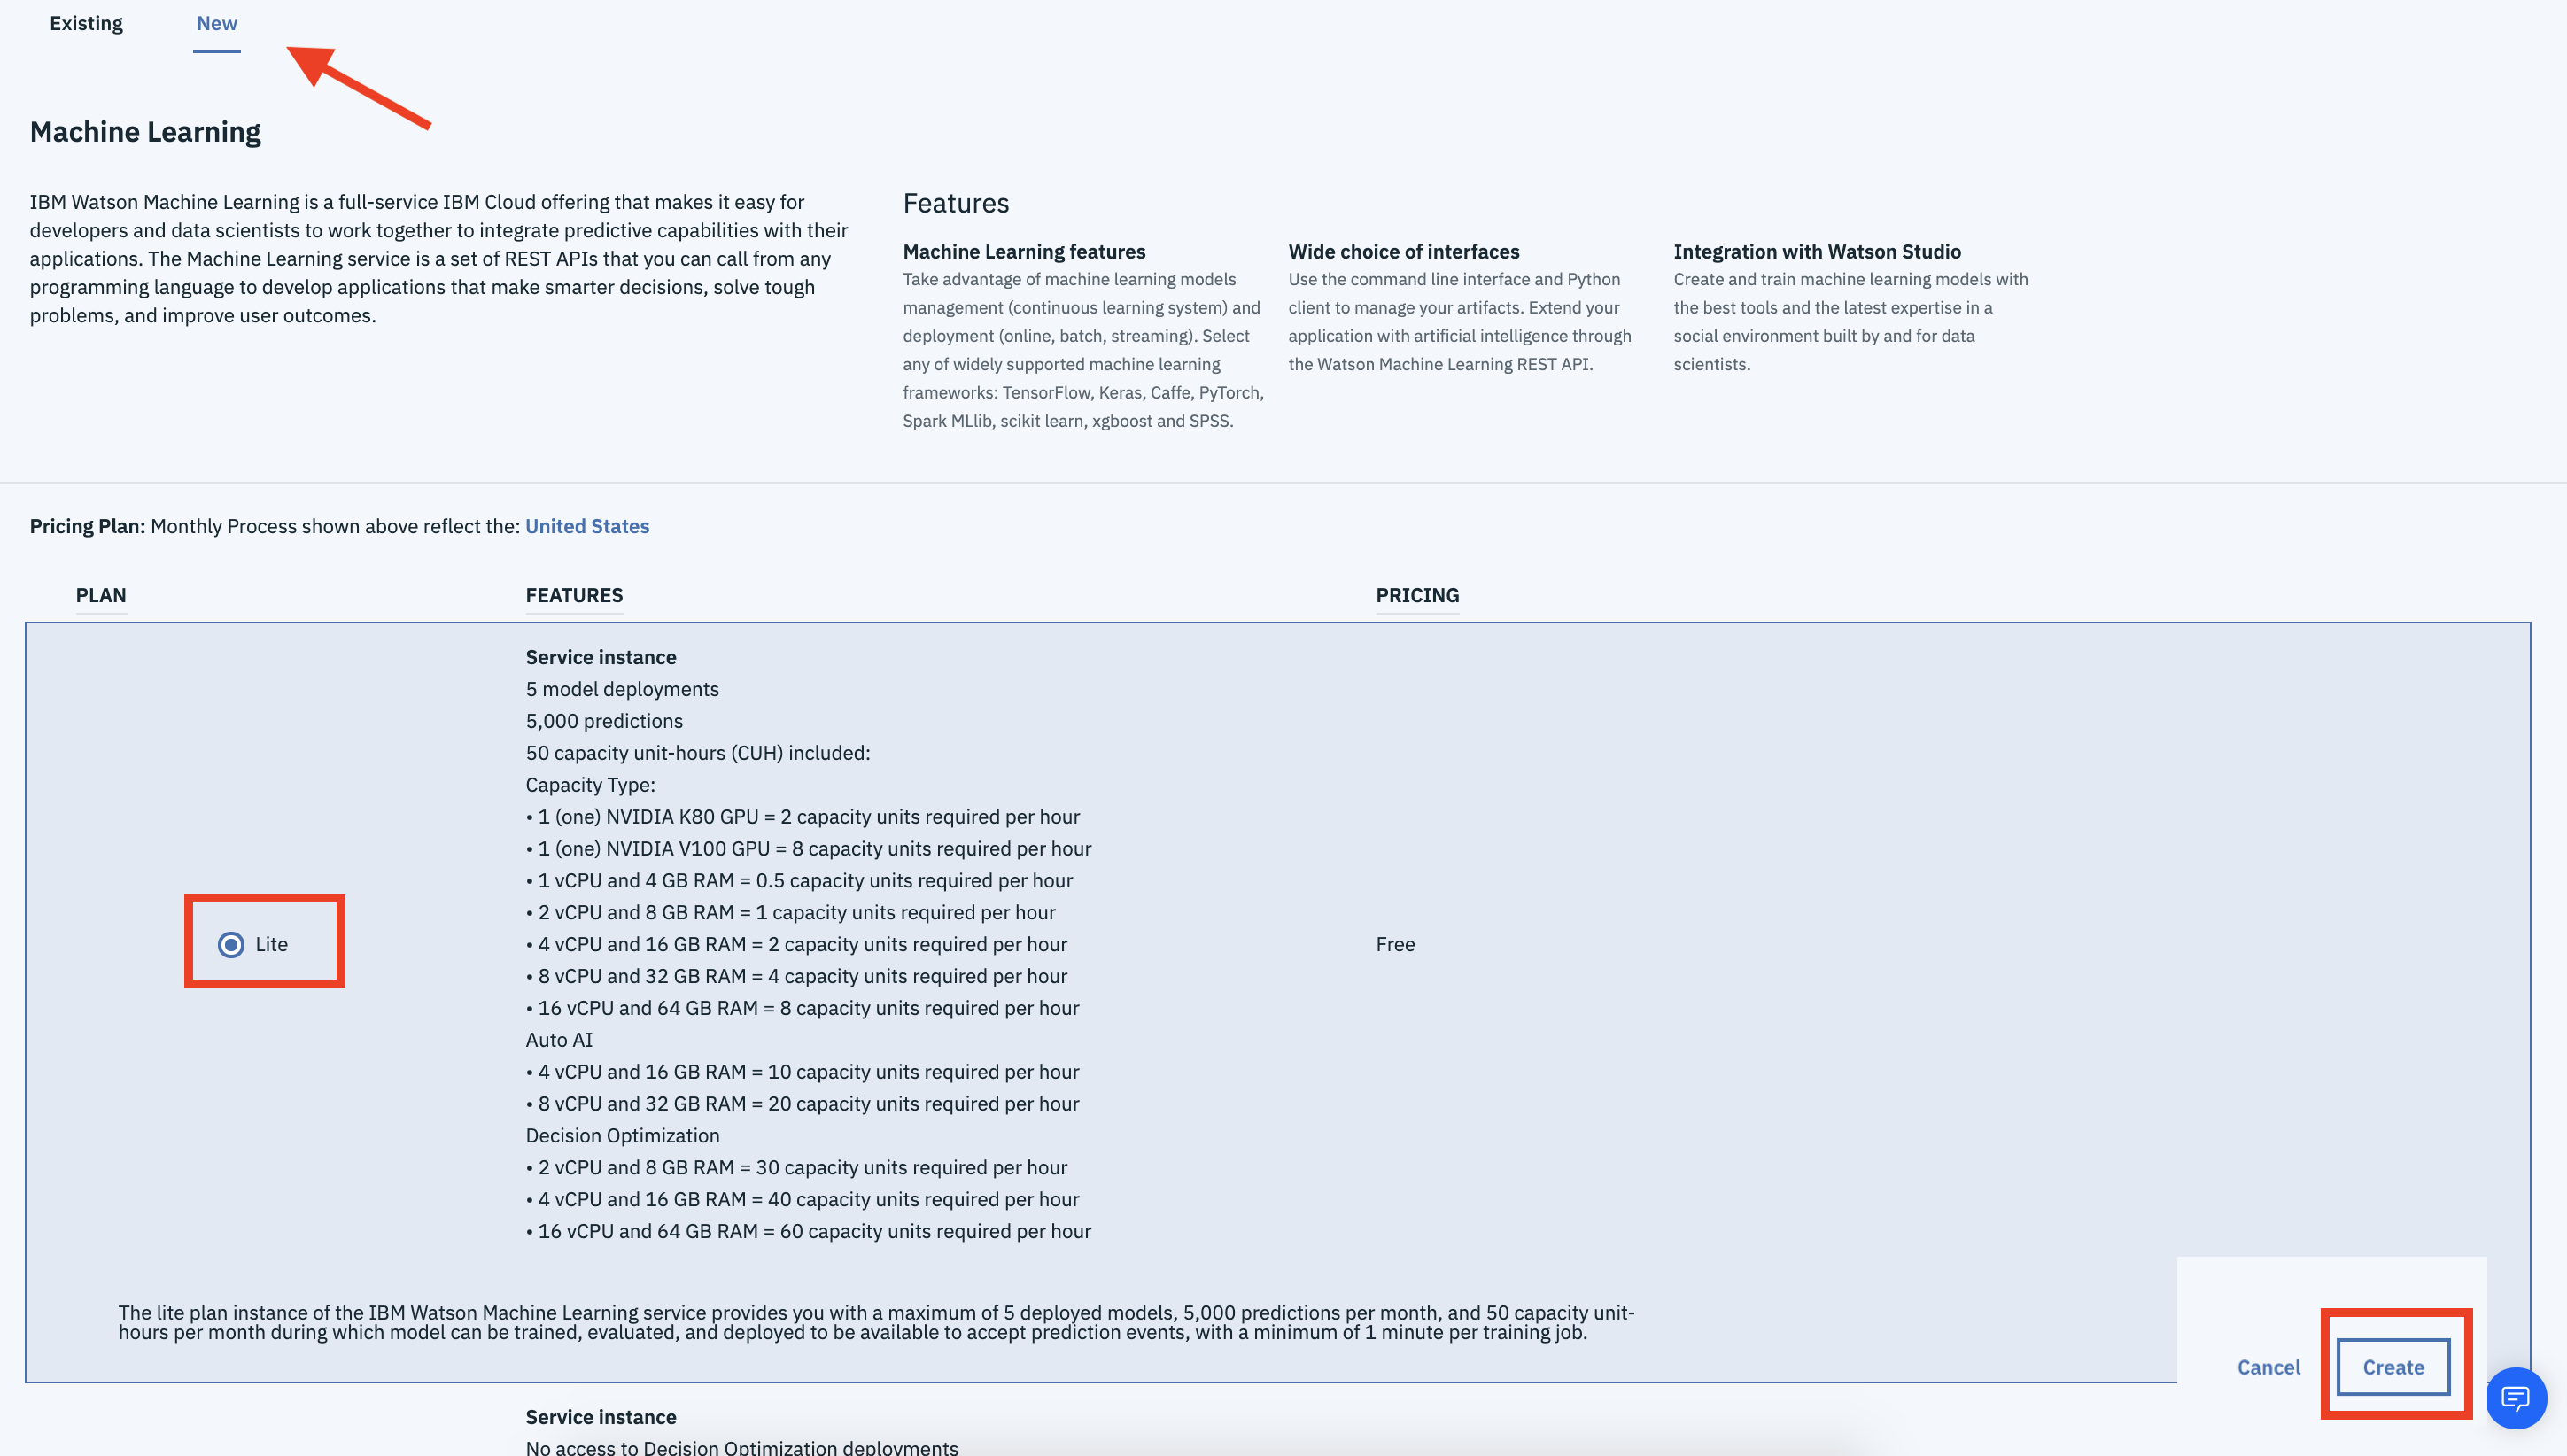 Existing
New
Machine Learning
IBM Watson Machine Learning is a full-service IBM Cloud offering that makes it easy for
developers and data scientists to work together to integrate predictive capabilities with their
applications. The Machine Learning service is a set of REST APIs that you can call from any
programming language to develop applications that make smarter decisions, solve tough
problems, and improve user outcomes.
Features
Machine Learning features
Take advantage of machine learning models
management (continuous learning system) and
deployment (online, batch, streaming). Select
any of widely supported machine learning
frameworks: TensorFlow, Keras, Caffe, PyTorch,
Spark MLlib, scikit learn, xgboost and SPSS.
Wide choice of interfaces
Use the command line interface and Python
client to manage your artifacts. Extend your
application with artificial intelligence through
the Watson Machine Learning REST API.
Integration with Watson Studio
Create and train machine learning models with
the best tools and the latest expertise in a
social environment built by and for data
scientists.
Pricing Plan: Monthly Process shown above reflect the: United States
PLAN
FEATURES
PRICING
Service instance
5 model deployments
5,000 predictions
50 capacity unit-hours (CUH) included:
Capacity Type:
• 1 (one) NVIDIA K80 GPU = 2 capacity units required per hour
• 1 (one) NVIDIA V100 GPU = 8 capacity units required per hour
• 1 vCPU and 4 GB RAM = 0.5 capacity units required per hour
• 2 vCPU and 8 GB RAM = 1 capacity units required per hour
Lite
• 4 vCPU and 16 GB RAM = 2 capacity units required per hour
Free
• 8 vCPU and 32 GB RAM = 4 capacity units required per hour
• 16 vCPU and 64 GB RAM = 8 capacity units required per hour
Auto AI
• 4 vCPU and 16 GB RAM = 10 capacity units required per hour
• 8 vCPU and 32 GB RAM = 20 capacity units required per hour
Decision Optimization
• 2 vCPU and 8 GB RAM = 30 capacity units required per hour
• 4 vCPU and 16 GB RAM = 40 capacity units required per hour
• 16 vCPU and 64 GB RAM = 60 capacity units required per hour
The lite plan instance of the IBM Watson Machine Learning service provides you with a maximum of 5 deployed models, 5,000 predictions per month, and 50 capacity unit-
hours per month during which model can be trained, evaluated, and deployed to be available to accept prediction events, with a minimum of 1 minute per training job.
Cancel
Create
Service instance
No access to Decision Optimization deployments